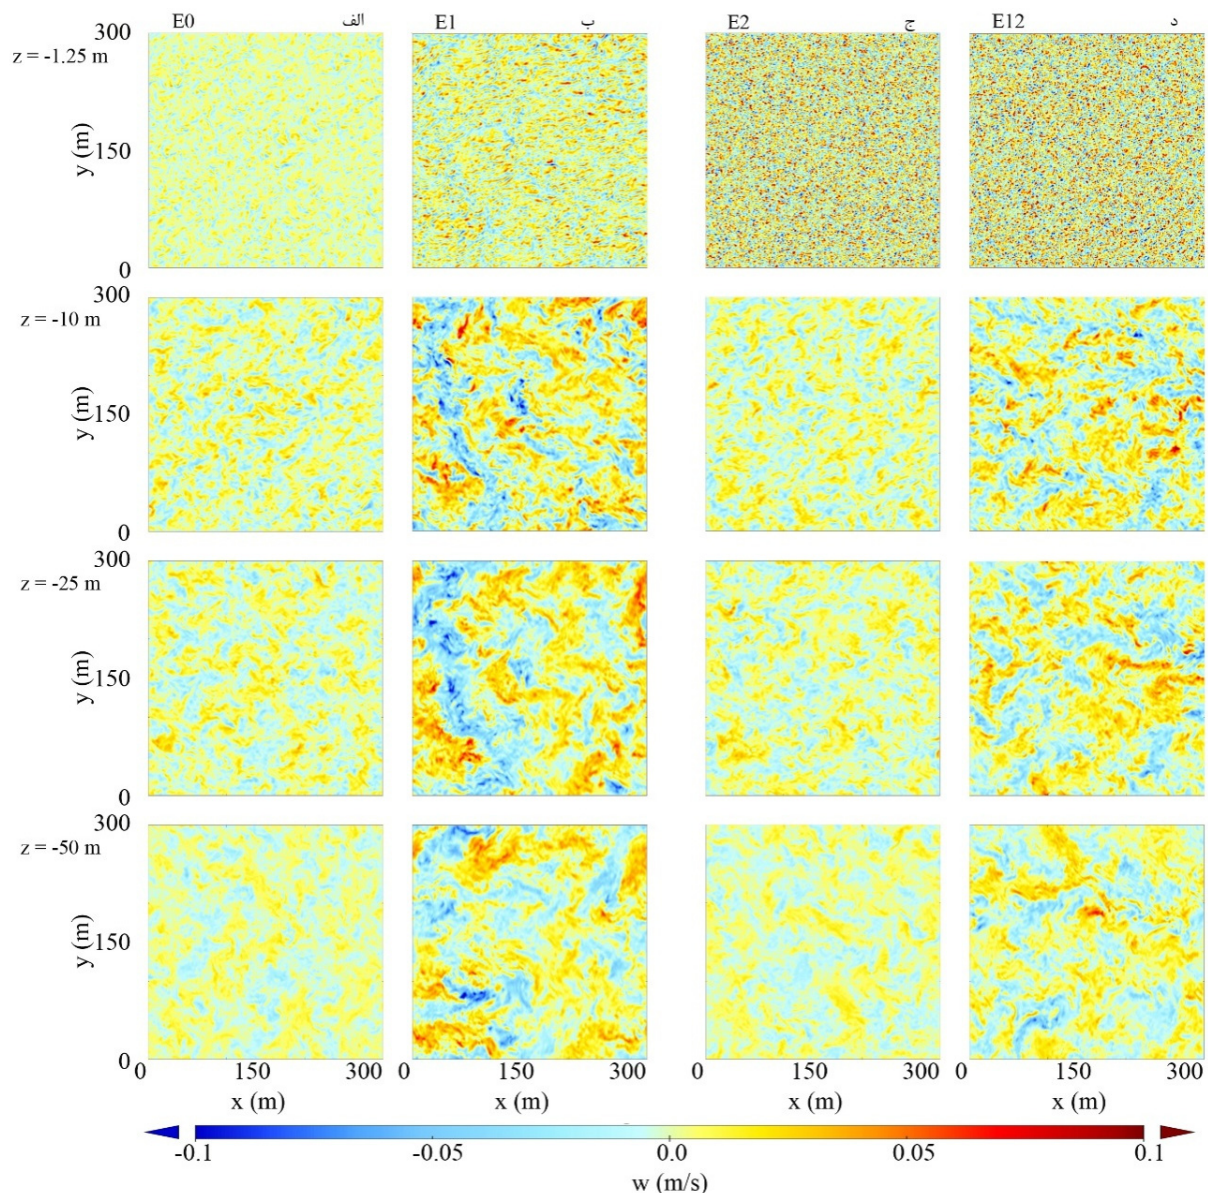 E0 الف E1 ب E2 ج E12 د
300
z = -1.25 m
y (m)
150
0
300
z = -10 m
y (m)
150
0
300
z = -25 m
y (m)
150
0
300
z = -50 m
y (m)
150
0
0 150 300 0 150 300 0 150 300 0 150 300
x (m) x (m) x (m) x (m)
-0.1 -0.05 0.0 0.05 0.1
w (m/s)